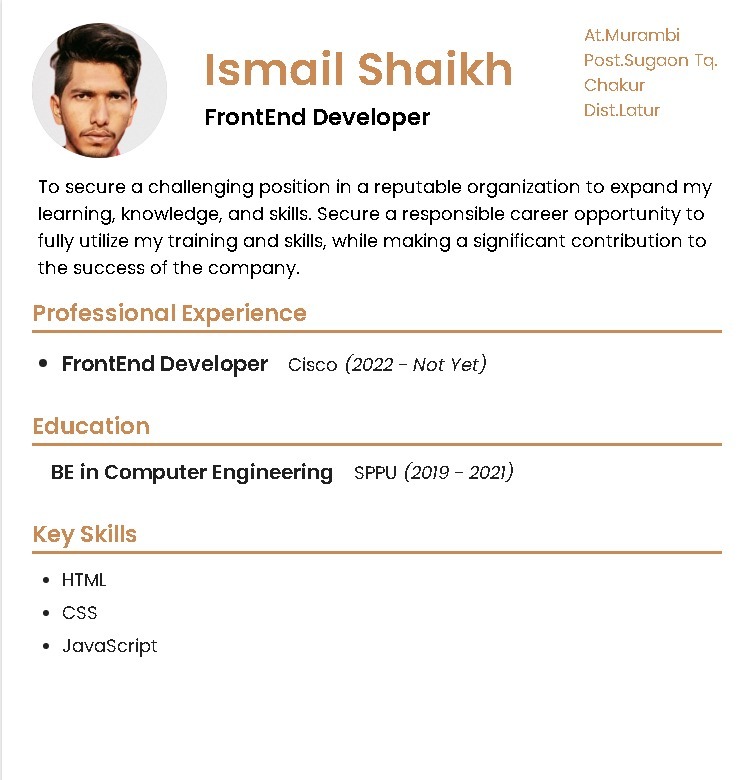 Ismail Shaikh
FrontEnd Developer
At.Murambi
Post.Sugaon Tq.
Chakur
Dist.Latur
To secure a challenging position in a reputable organization to expand my
learning, knowledge, and skills. Secure a responsible career opportunity to
fully utilize my training and skills, while making a significant contribution to
the success of the company.
Professional Experience
• FrontEnd Developer Cisco (2022 - Not Yet)
Education
BE in Computer Engineering SPPU (2019 - 2021)
Key Skills
• HTML
• CSS
• JavaScript